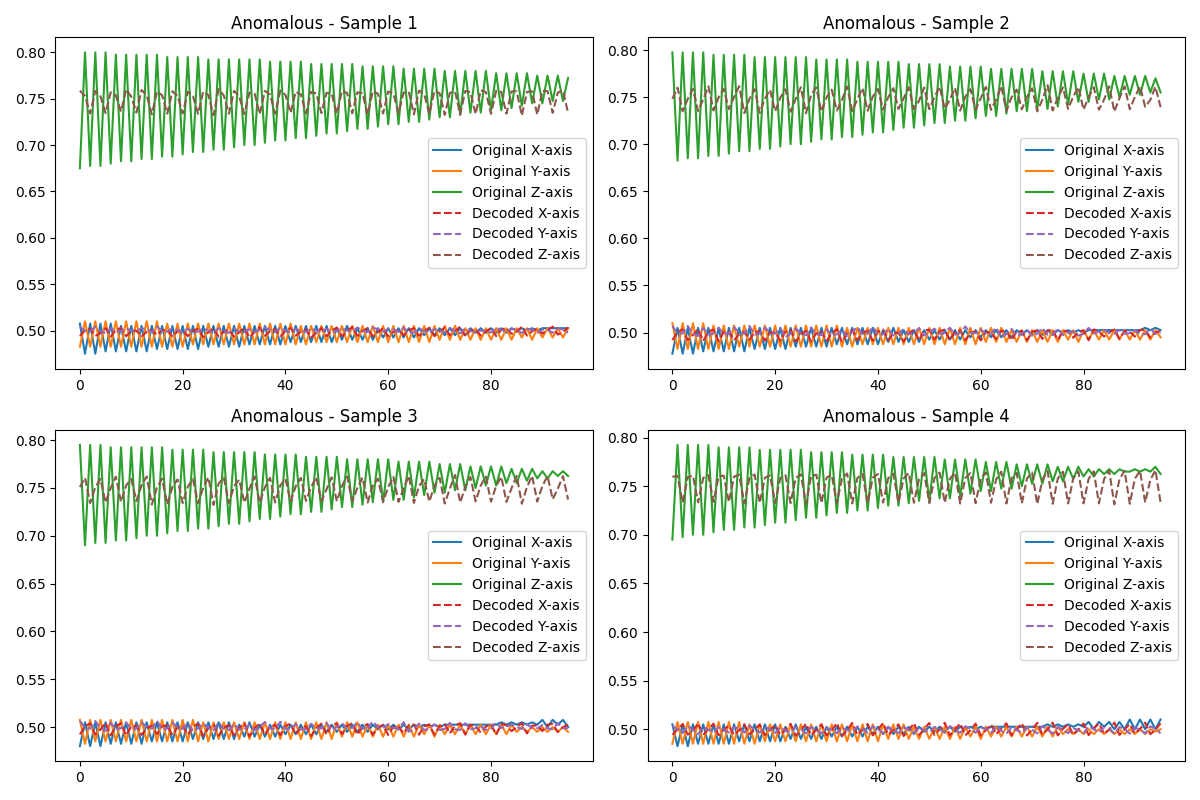 Anomalous - Sample 1
0.80
0.75
0.70
0.65
0.60
0.55
0.50
0
20
40
60
80
Original X-axis
Original Y-axis
Original Z-axis
Decoded X-axis
Decoded Y-axis
Decoded Z-axis
Anomalous - Sample 2
0.80
0.75
0.70
0.65
0.60
0.55
0.50
0
20
40
60
80
Original X-axis
Original Y-axis
Original Z-axis
Decoded X-axis
Decoded Y-axis
Decoded Z-axis
Anomalous - Sample 3
0.80
0.75
0.70
0.65
0.60
0.55
0.50
0
20
40
60
80
Original X-axis
Original Y-axis
Original Z-axis
Decoded X-axis
Decoded Y-axis
Decoded Z-axis
Anomalous - Sample 4
0.80
0.75
0.70
0.65
0.60
0.55
0.50
0
20
40
60
80
Original X-axis
Original Y-axis
Original Z-axis
Decoded X-axis
Decoded Y-axis
Decoded Z-axis